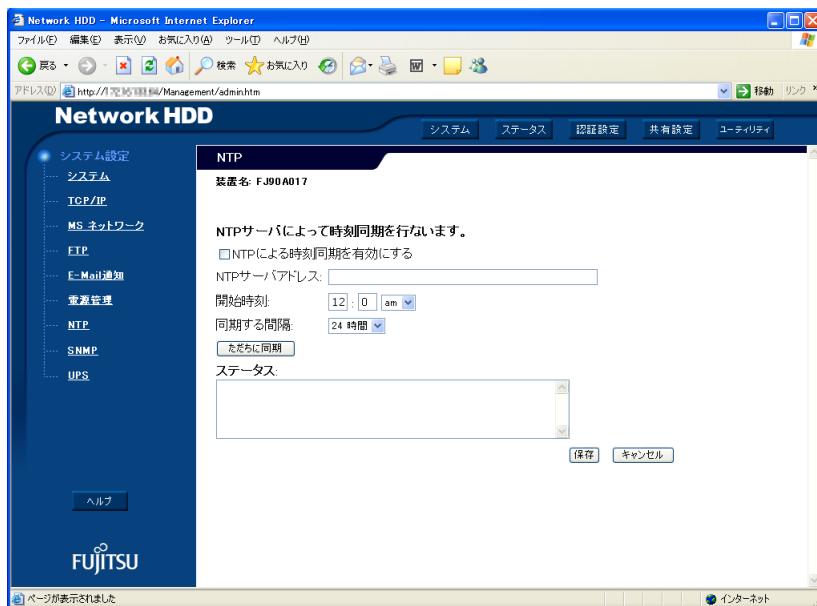 Network HDD - Microsoft Internet Explorer
ファイル(F) 編集(E) 表示(V) お気に入り(A) ツール(T) ヘルプ(H)
戻る 検索 お気に入り
アドレス(D) http://1 /Management/admin.htm 移動 リンク »
Network HDD
システム ステータス 認証設定 共有設定 ユーティリティ
システム設定
システム
TCP/IP
MS ネットワーク
FTP
E-Mail通知
電源管理
NTP
SNMP
UPS
ヘルプ
FUJITSU
NTP
装置名: FJ90A017
NTPサーバによって時刻同期を行ないます。
NTPによる時刻同期を有効にする
NTPサーバアドレス:
開始時刻: 12 : 0 am
同期する間隔: 24 時間
ただちに同期
ステータス:
保存 キャンセル
ページが表示されました インターネット